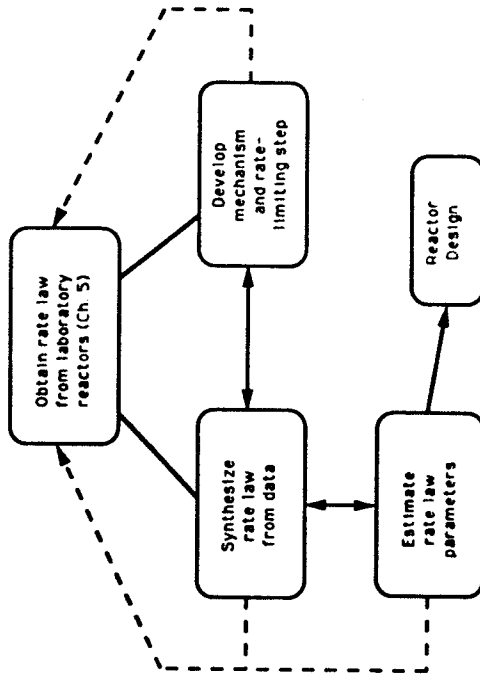 Obtain rate law
from laboratory
reactors (Ch. 5)
Synthesize
rate law
from data
Develop
mechanism
and rate-
limiting step
Estimate
rate law
parameters
Reactor
Design